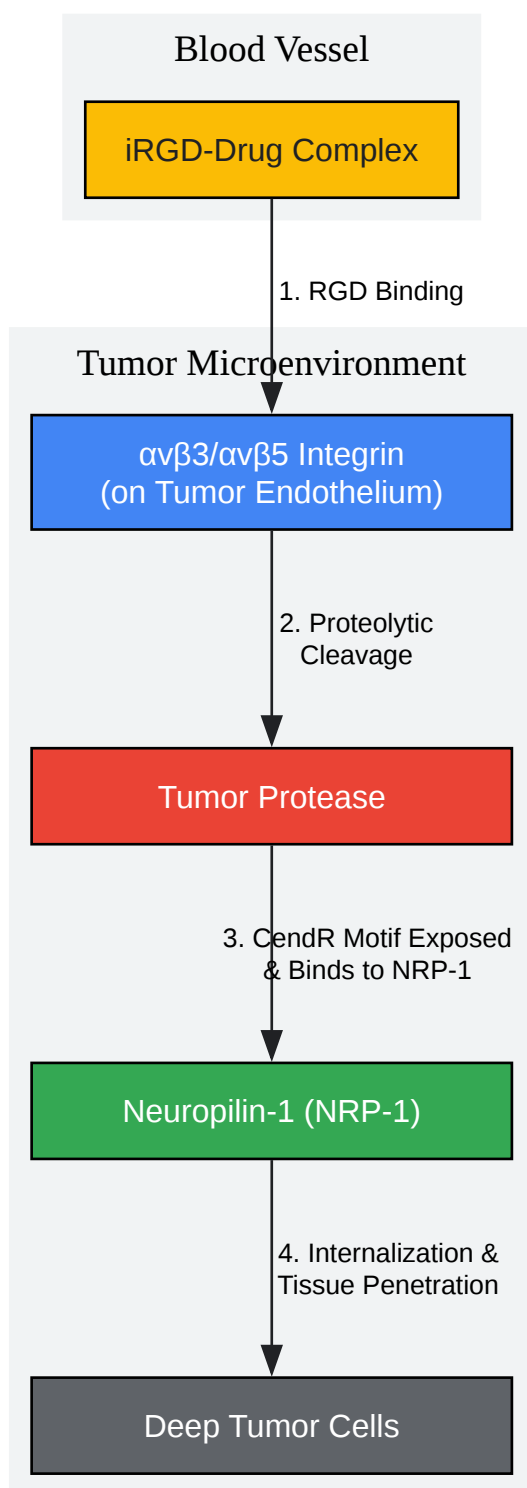 Blood Vessel
iRGD-Drug Complex
1. RGD Binding
Tumor Microenvironment
αvβ3/αvβ5 Integrin
(on Tumor Endothelium)
2. Proteolytic
Cleavage
Tumor Protease
3. CendR Motif Exposed
& Binds to NRP-1
Neuropilin-1 (NRP-1)
4. Internalization &
Tissue Penetration
Deep Tumor Cells